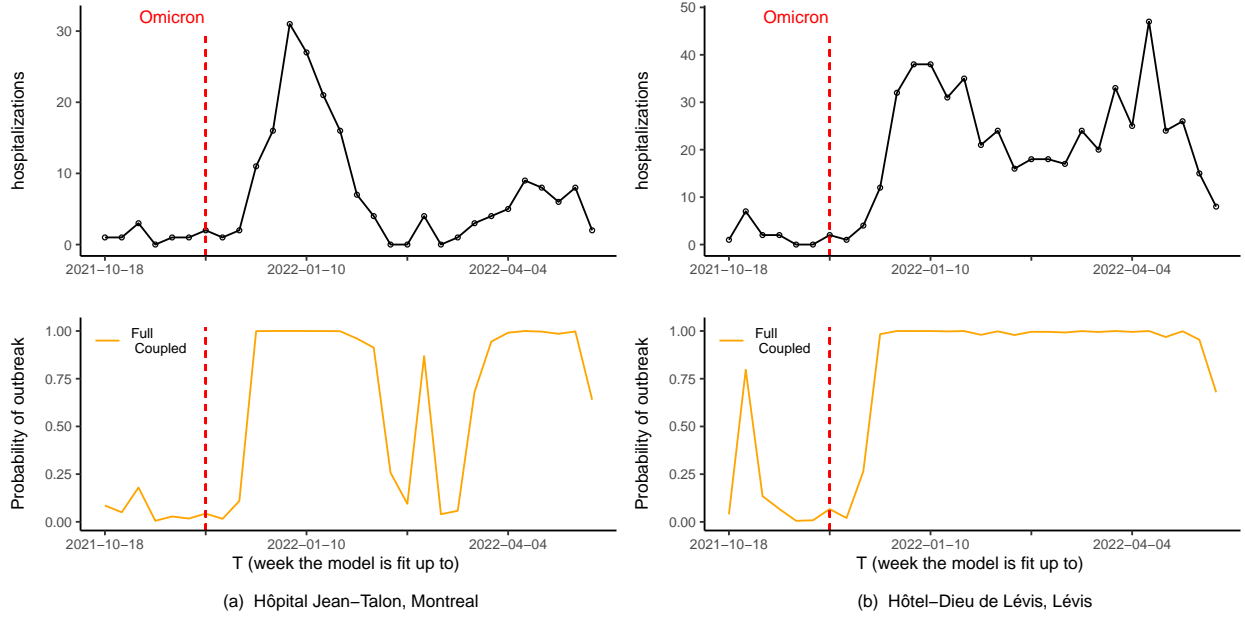 Omicron
hospitalizations
30
20
10
0
2021−10−18
2022−01−10
2022−04−04
Probability of outbreak
1.00
0.75
0.50
0.25
0.00
Full
Coupled
2021−10−18
2022−01−10
2022−04−04
T (week the model is fit up to)
(a) Hôpital Jean−Talon, Montreal
Omicron
hospitalizations
50
40
30
20
10
0
2021−10−18
2022−01−10
2022−04−04
Probability of outbreak
1.00
0.75
0.50
0.25
0.00
Full
Coupled
2021−10−18
2022−01−10
2022−04−04
T (week the model is fit up to)
(b) Hôtel−Dieu de Lévis, Lévis